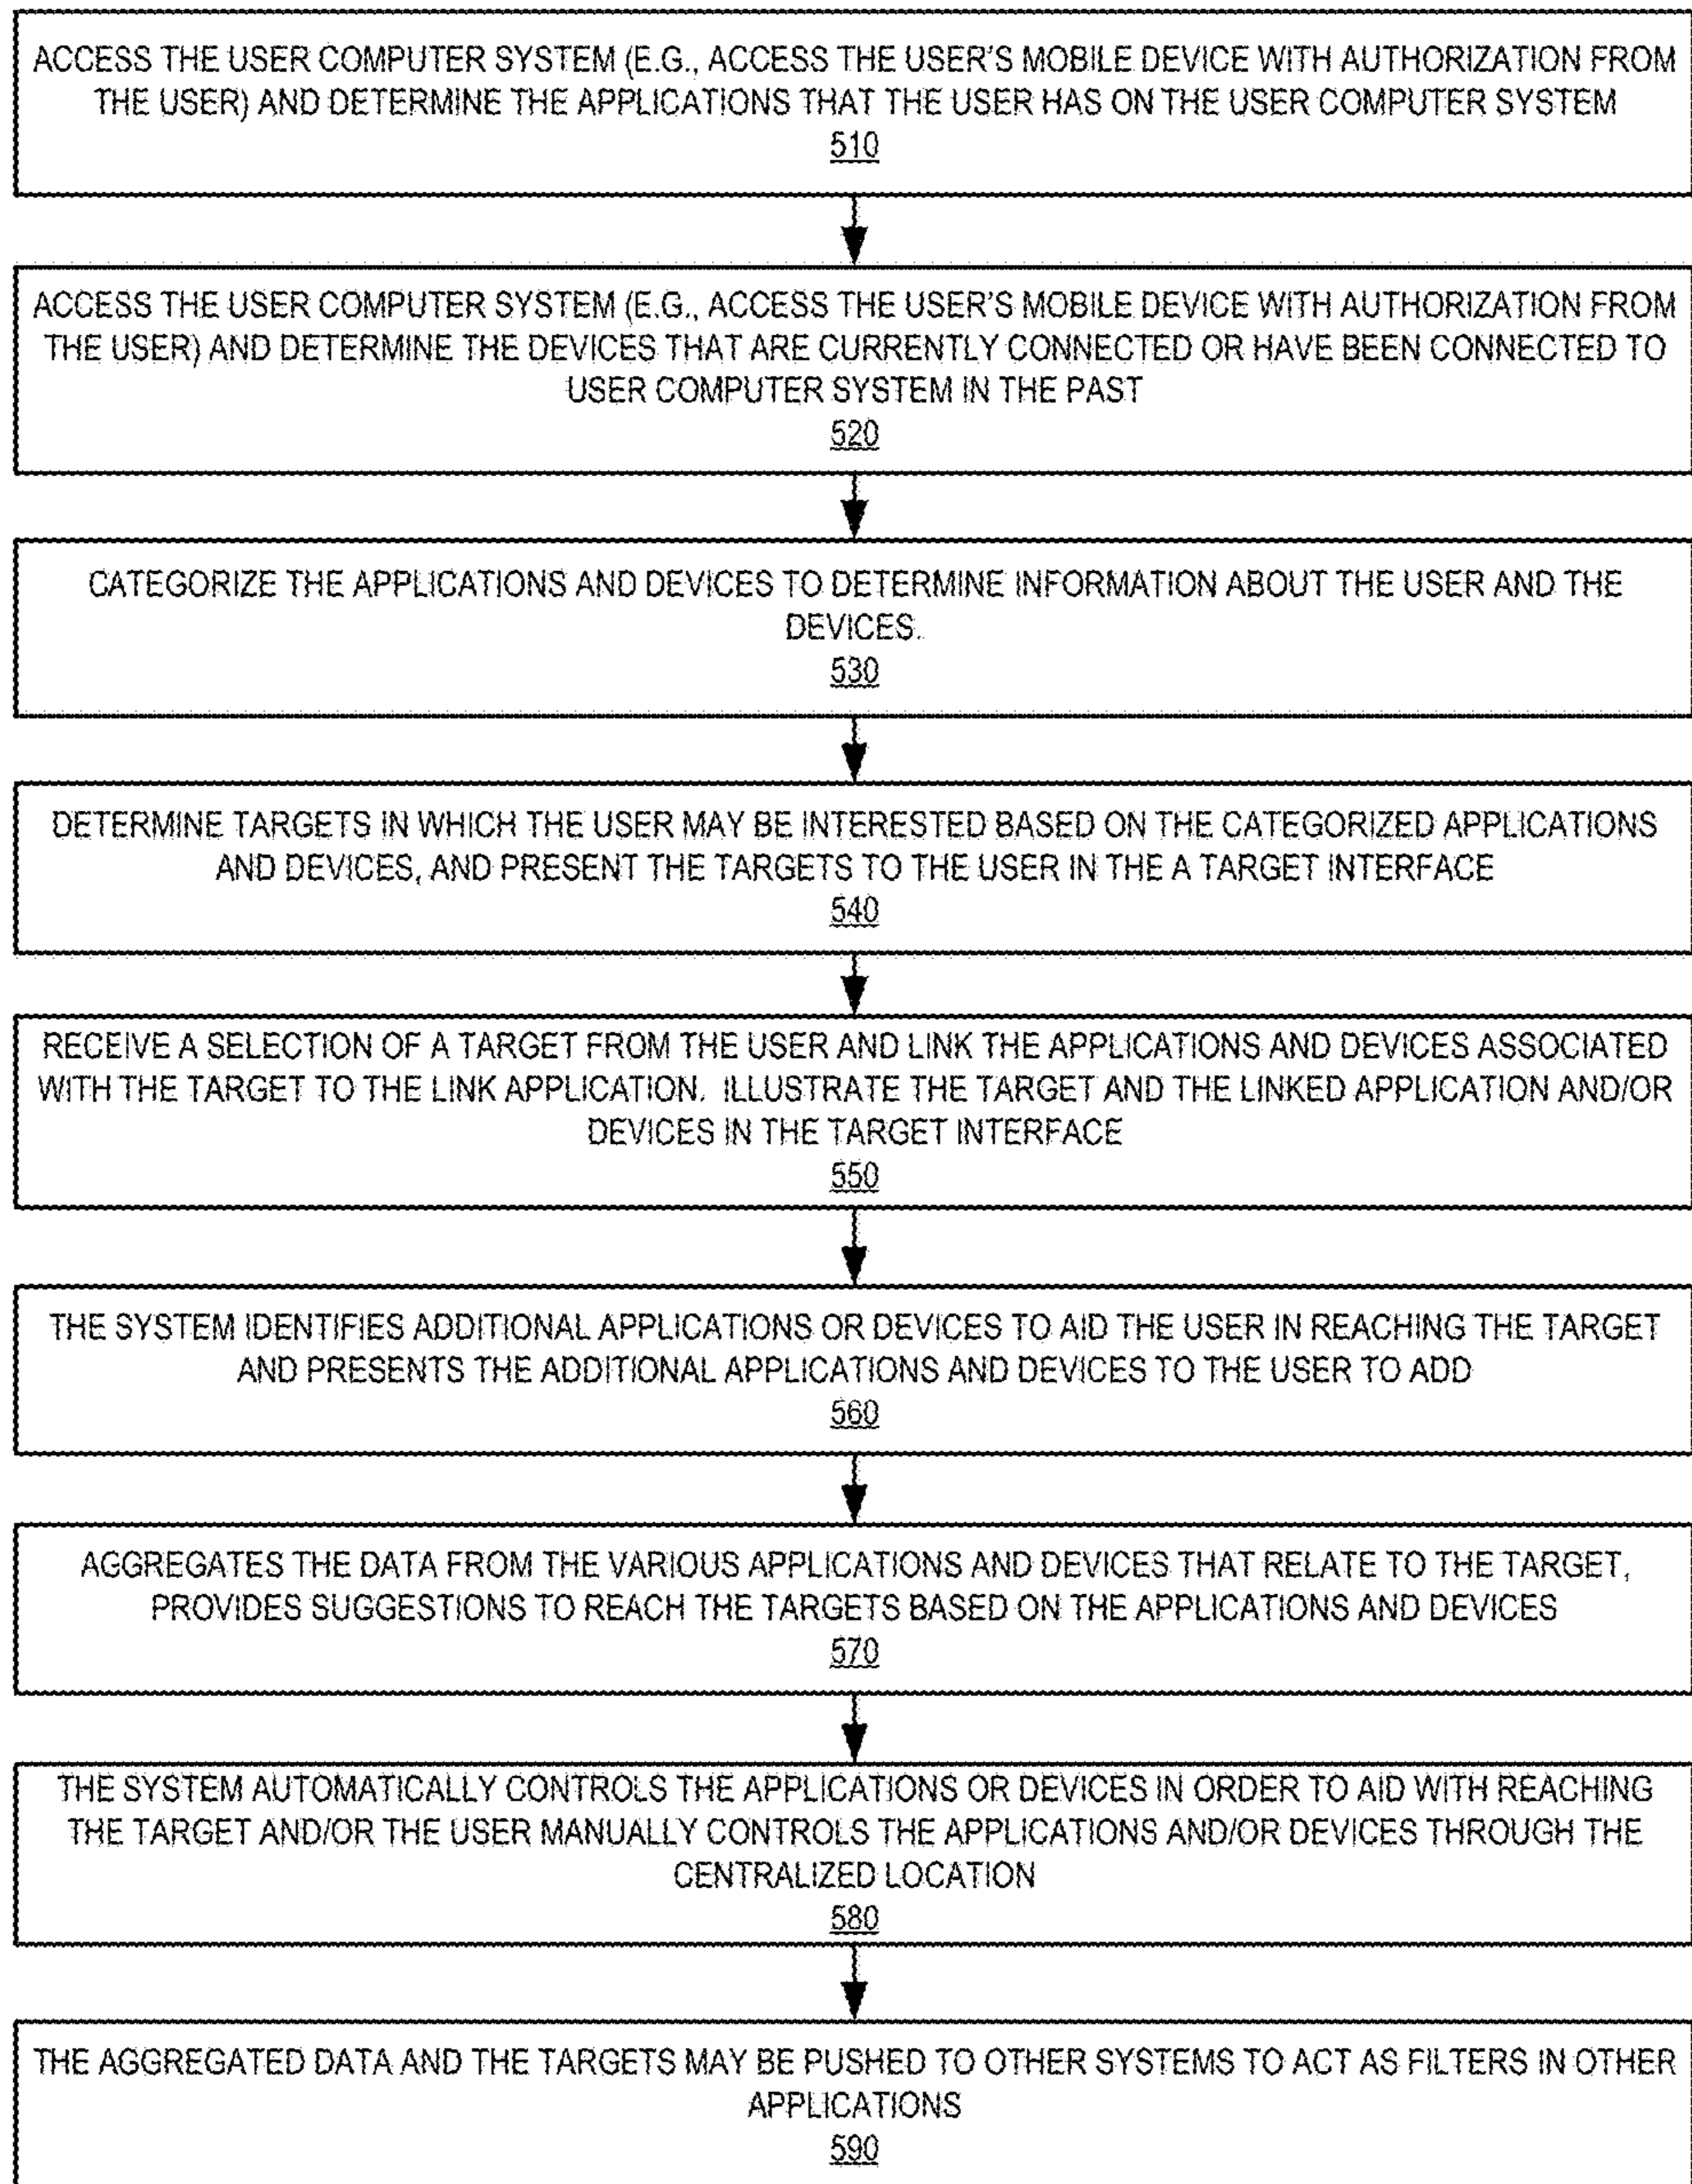 ACCESS THE USER COMPUTER SYSTEM (E.G., ACCESS THE USER'S MOBILE DEVICE WITH AUTHORIZATION FROM
THE USER) AND DETERMINE THE APPLICATIONS THAT THE USER HAS ON THE USER COMPUTER SYSTEM
510
ACCESS THE USER COMPUTER SYSTEM (E.G., ACCESS THE USER'S MOBILE DEVICE WITH AUTHORIZATION FROM
THE USER) AND DETERMINE THE DEVICES THAT ARE CURRENTLY CONNECTED OR HAVE BEEN CONNECTED TO
USER COMPUTER SYSTEM IN THE PAST
520
CATEGORIZE THE APPLICATIONS AND DEVICES TO DETERMINE INFORMATION ABOUT THE USER AND THE
DEVICES.
530
DETERMINE TARGETS IN WHICH THE USER MAY BE INTERESTED BASED ON THE CATEGORIZED APPLICATIONS
AND DEVICES, AND PRESENT THE TARGETS TO THE USER IN THE A TARGET INTERFACE
540
RECEIVE A SELECTION OF A TARGET FROM THE USER AND LINK THE APPLICATIONS AND DEVICES ASSOCIATED
WITH THE TARGET TO THE LINK APPLICATION. ILLUSTRATE THE TARGET AND THE LINKED APPLICATION AND/OR
DEVICES IN THE TARGET INTERFACE
550
THE SYSTEM IDENTIFIES ADDITIONAL APPLICATIONS OR DEVICES TO AID THE USER IN REACHING THE TARGET
AND PRESENTS THE ADDITIONAL APPLICATIONS AND DEVICES TO THE USER TO ADD
560
AGGREGATES THE DATA FROM THE VARIOUS APPLICATIONS AND DEVICES THAT RELATE TO THE TARGET,
PROVIDES SUGGESTIONS TO REACH THE TARGETS BASED ON THE APPLICATIONS AND DEVICES
570
THE SYSTEM AUTOMATICALLY CONTROLS THE APPLICATIONS OR DEVICES IN ORDER TO AID WITH REACHING
THE TARGET AND/OR THE USER MANUALLY CONTROLS THE APPLICATIONS AND/OR DEVICES THROUGH THE
CENTRALIZED LOCATION
580
THE AGGREGATED DATA AND THE TARGETS MAY BE PUSHED TO OTHER SYSTEMS TO ACT AS FILTERS IN OTHER
APPLICATIONS
590